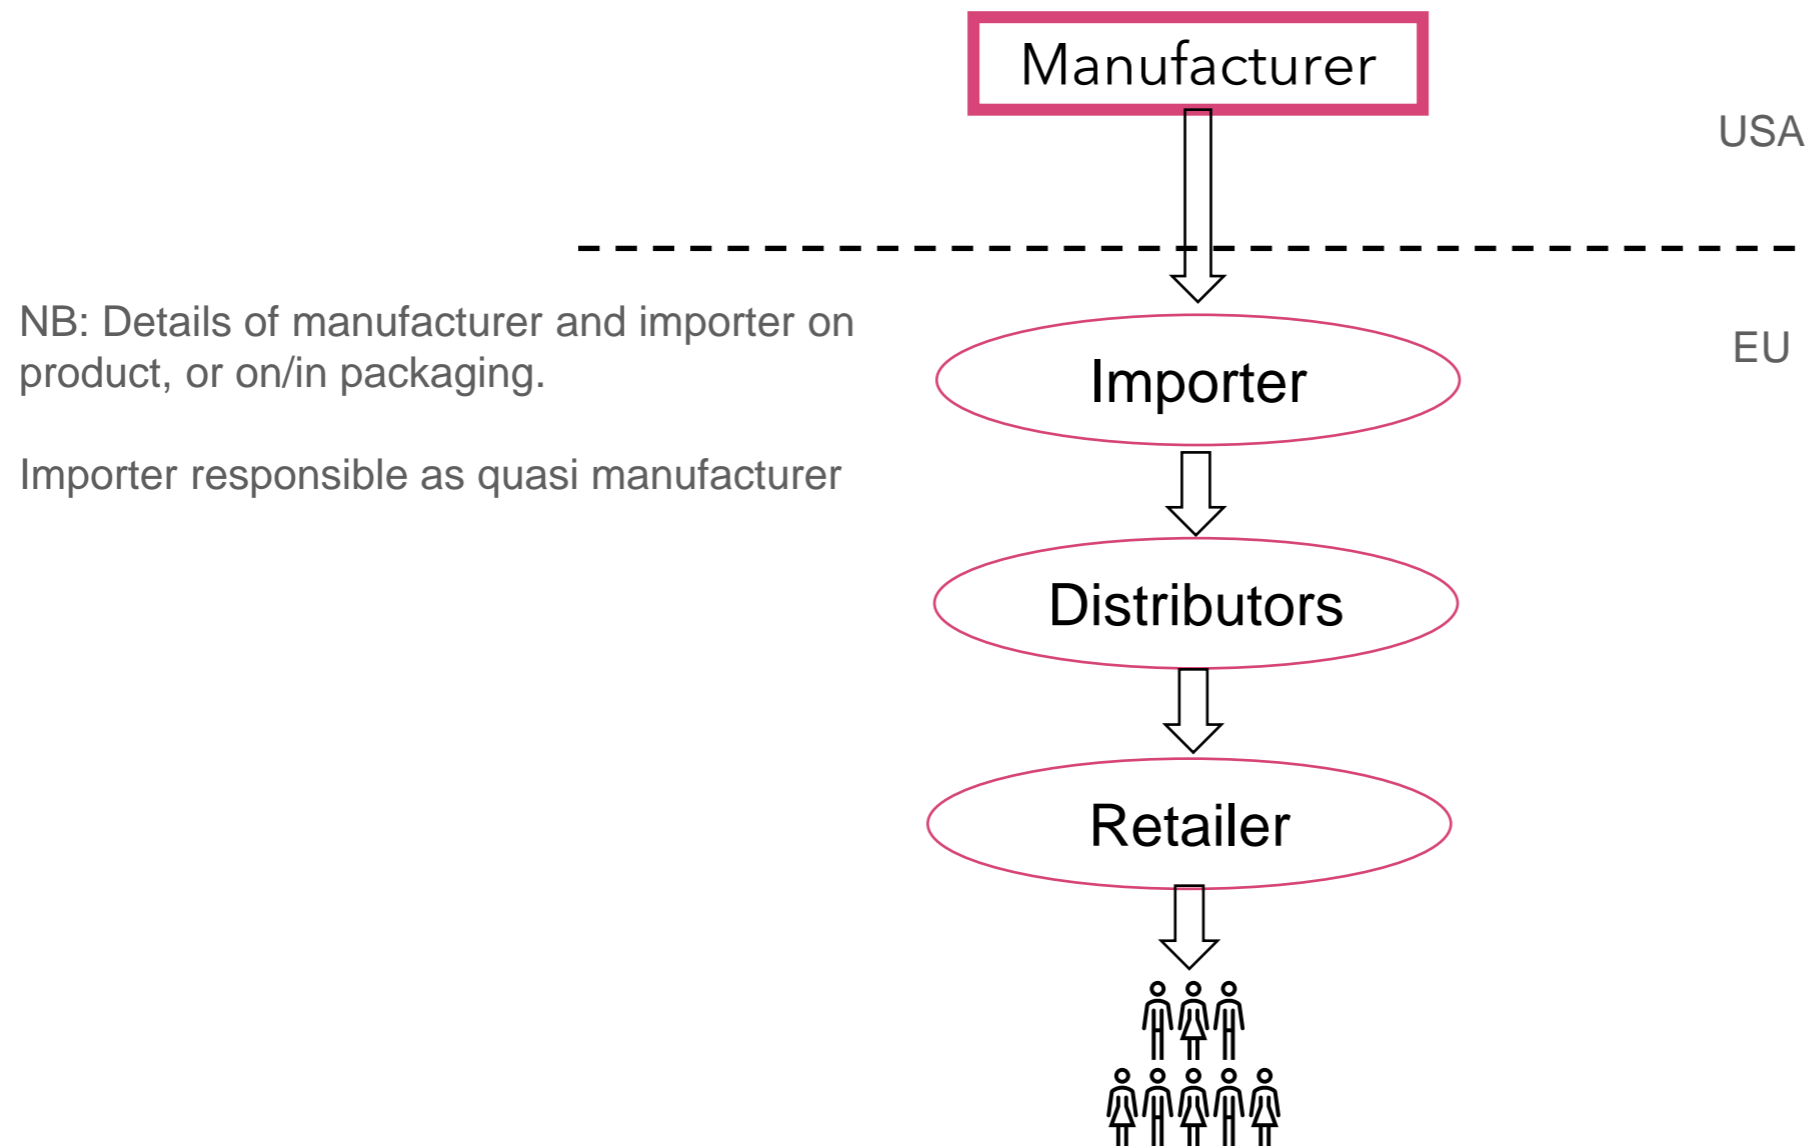 Manufacturer
USA
NB: Details of manufacturer and importer on
product, or on/in packaging.
EU
Importer
Importer responsible as quasi manufacturer
Distributors
Retailer